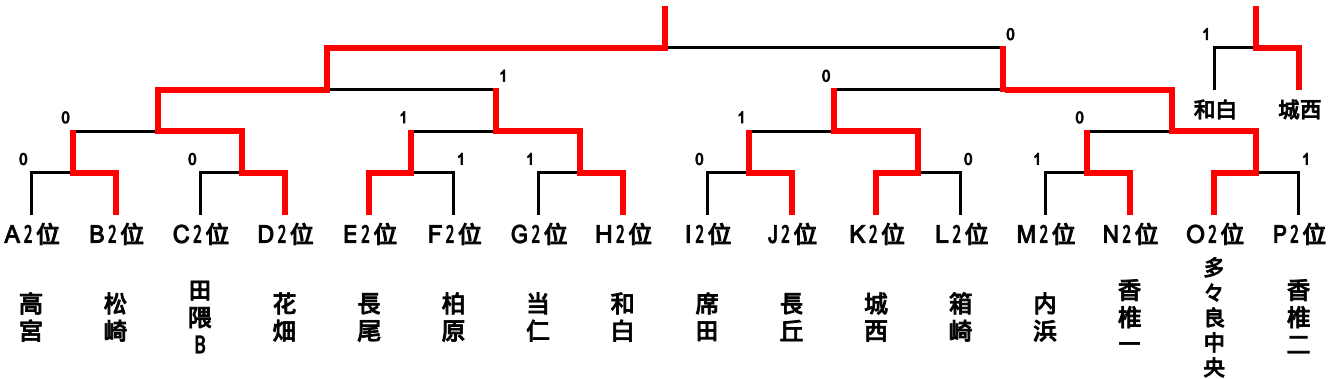 0 1
0 1 0
和白 城西
0 1 1 0
0 0 1 1 0 0 1 1
A2位 B2位 C2位 D2位 E2位 F2位 G2位 H2位 I2位 J2位 K2位 L2位 M2位 N2位 O2位 P2位
高宮
松崎
田隈B
花畑
長尾
柏原
当仁
和白
席田
長丘
城西
箱崎
内浜
香椎一
多々良中央
香椎二